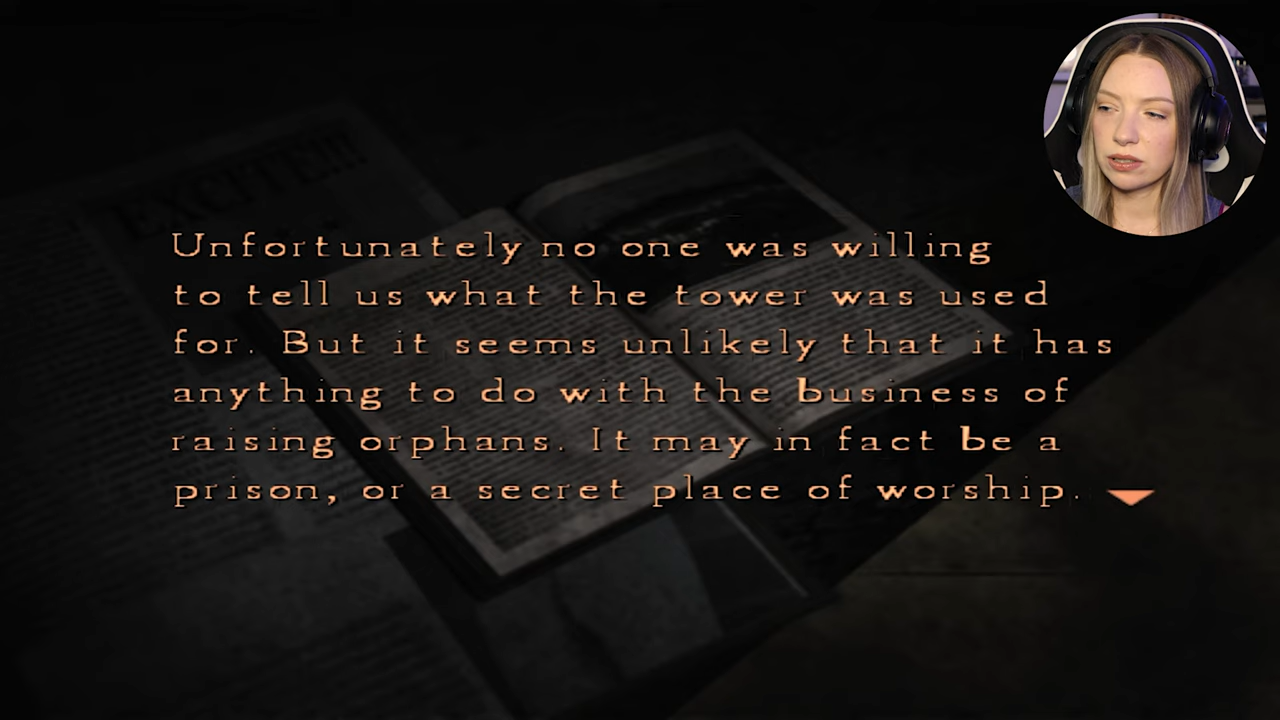 EXCITE!!!
Unfortunately no one was willing
to tell us what the tower was used
for. But it seems unlikely that it has
anything to do with the business of
raising orphans. It may in fact be a
prison, or a secret place of worship.